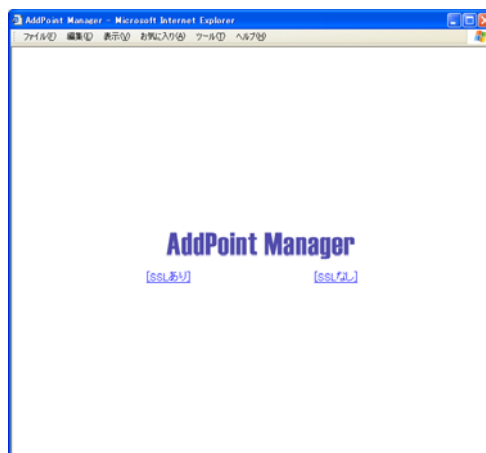 AddPoint Manager - Microsoft Internet Explorer
ファイル(F) 編集(E) 表示(V) お気に入り(A) ツール(T) ヘルプ(H)
AddPoint Manager
[SSLあり] [SSLなし]